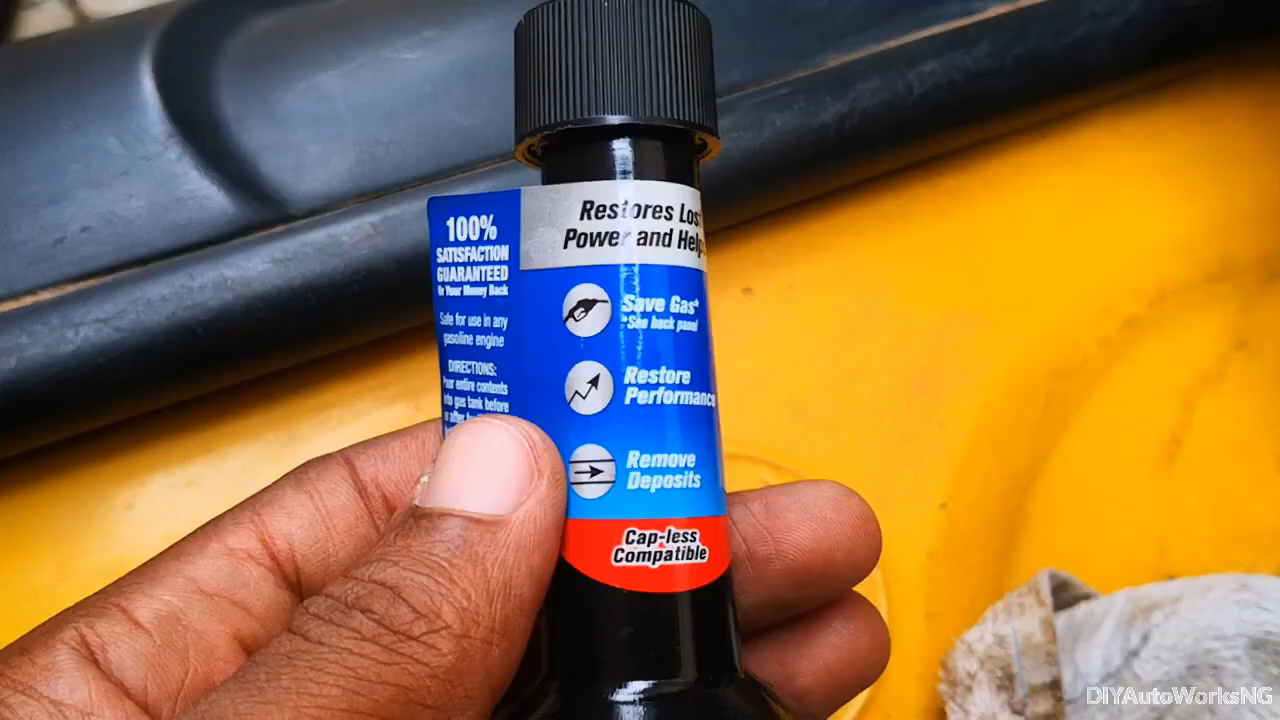 100%
SATISFACTION
GUARANTEED
Or Your Money Back
Safe for use in any
gasoline engine
DIRECTIONS:
Pour entire contents
into gas tank before
or after
Restores Lost
Power and Helps
Save Gas*
*See back panel
Restore
Performance
Remove
Deposits
Cap-less
Compatible
DIYAutoWorksNG